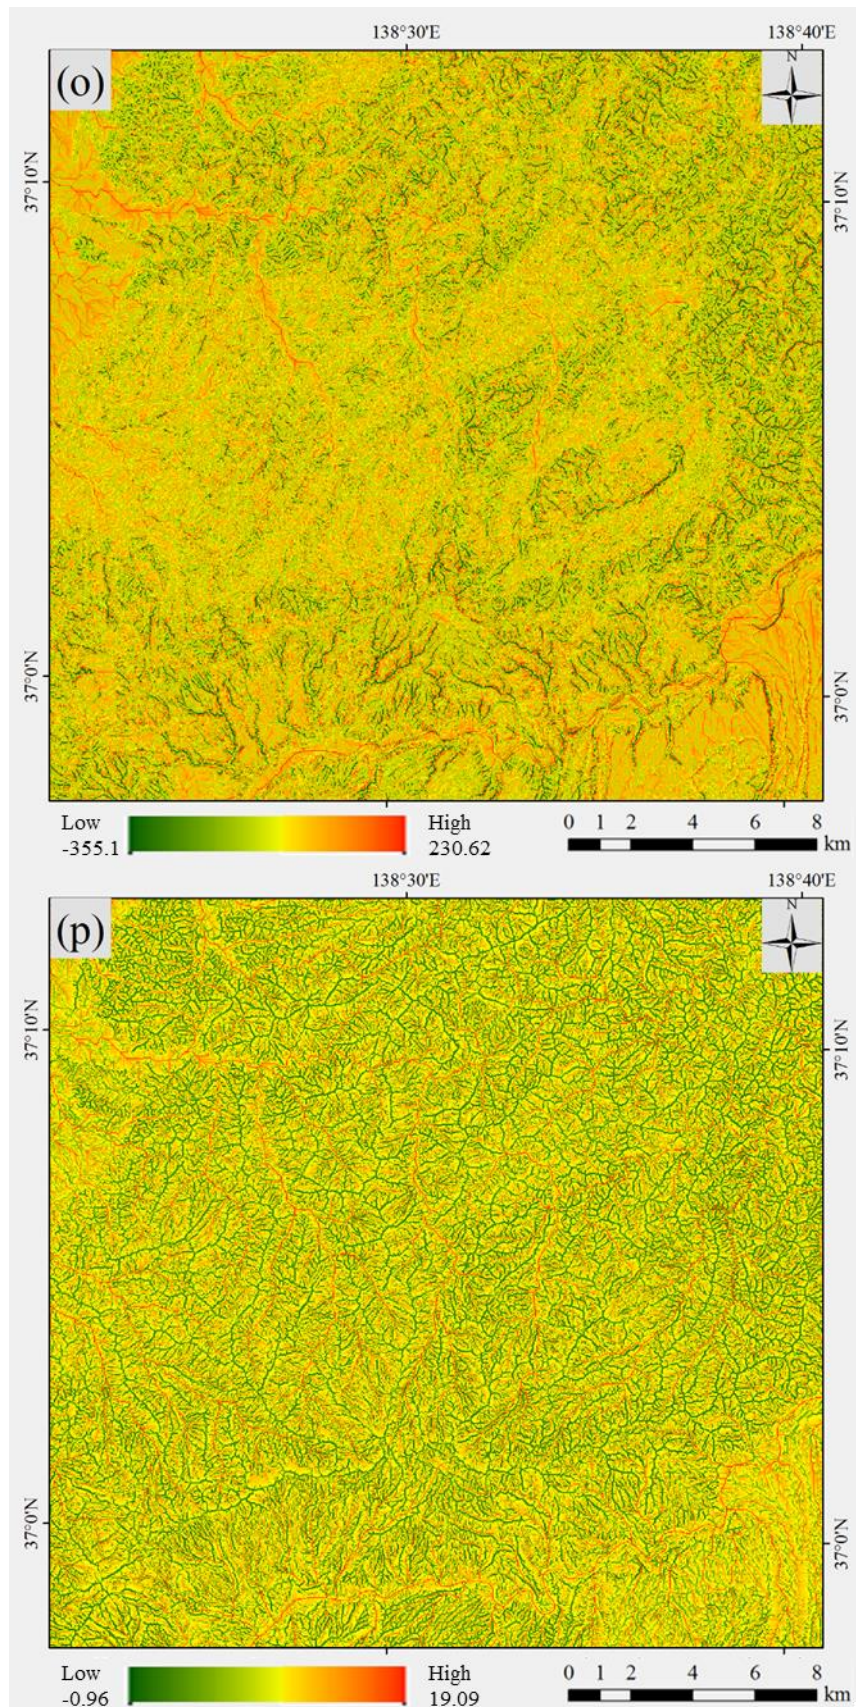 138°30'E 138°40'E
(o) N
37°10'N 37°10'N
37°0'N 37°0'N
Low High 0 1 2 4 6 8
-355.1 230.62 km
138°30'E 138°40'E
(p) N
37°10'N 37°10'N
37°0'N 37°0'N
Low High 0 1 2 4 6 8
-0.96 19.09 km